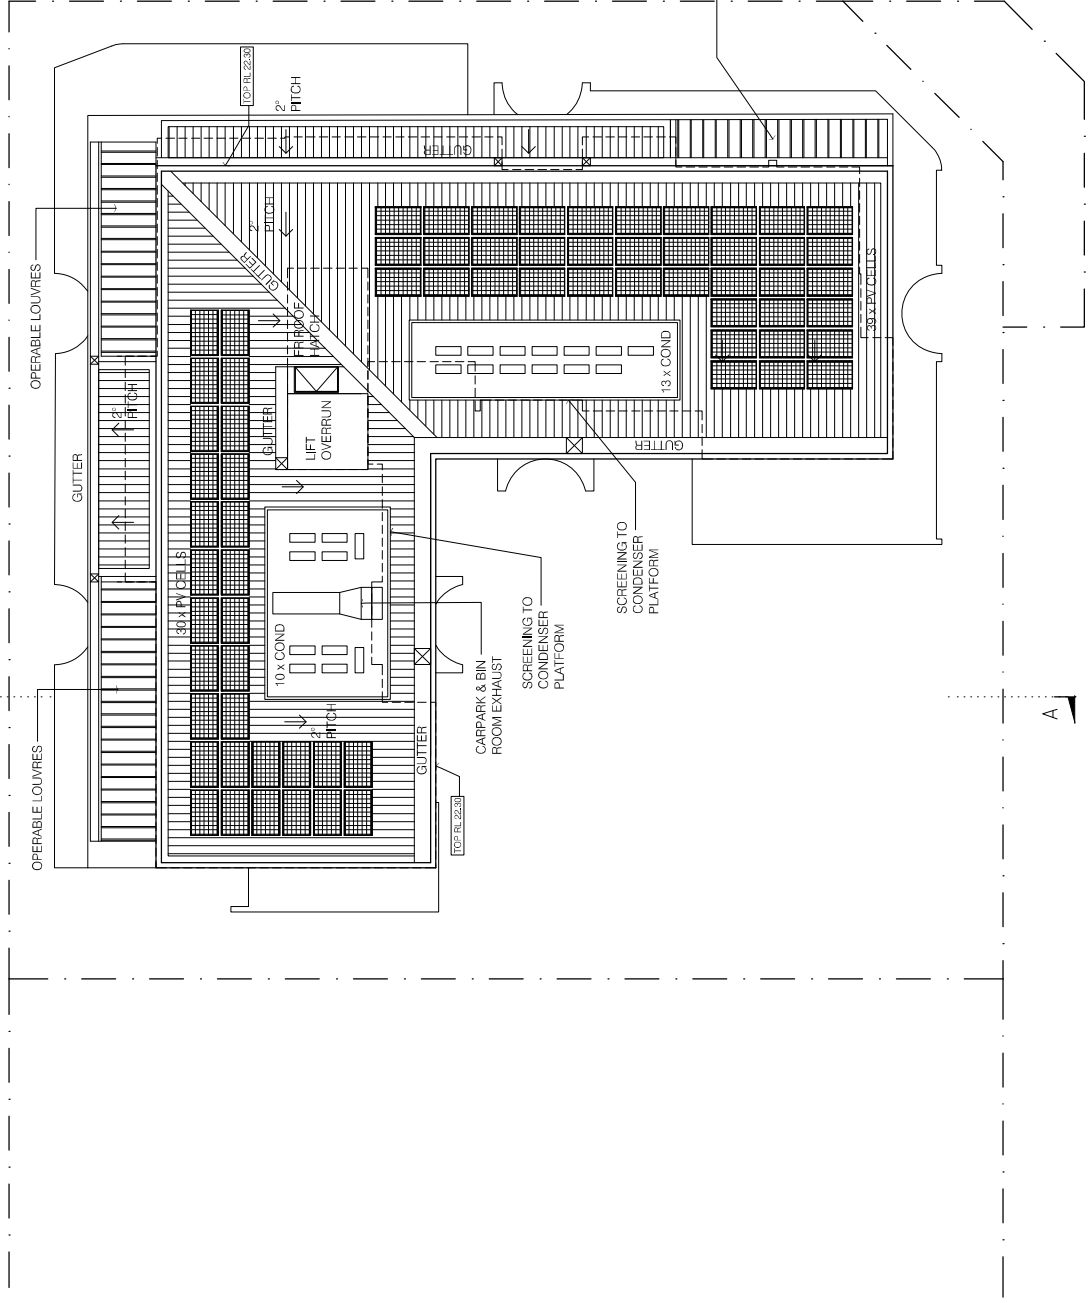 TOP RL 22.30
2°
PITCH
GUTTER
OPERABLE LOUVRES
2°
PITCH
GUTTER
39 x PV CELLS
FRROOF
HATCH
13 x COND
2°
PITCH
GUTTER
LIFT
OVERRUN
GUTTER
GUTTER
30 x PV CELLS
SCREENING TO
CONDENSER
PLATFORM
10 x COND
SCREENING TO
CONDENSER
PLATFORM
CARPARK & BIN
ROOM EXHAUST
2°
PITCH
GUTTER
OPERABLE LOUVRES
TOP RL 22.30
A